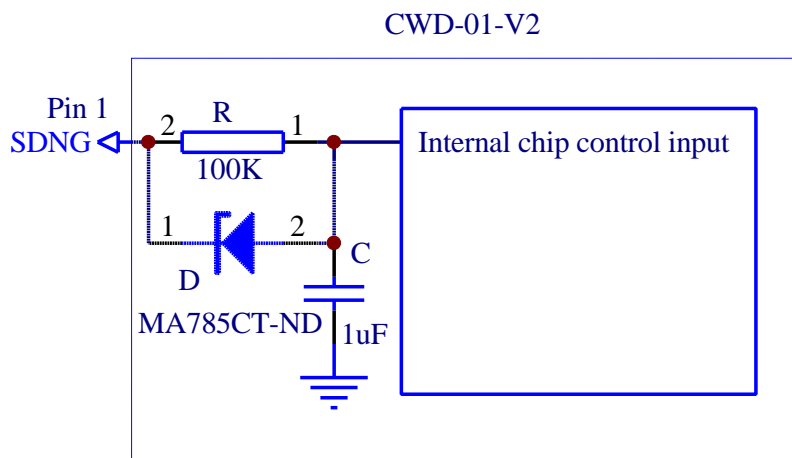 CWD-01-V2
Pin 1
SDNG
2
R
1
100K
Internal chip control input
1
2
D
C
MA785CT-ND
1uF